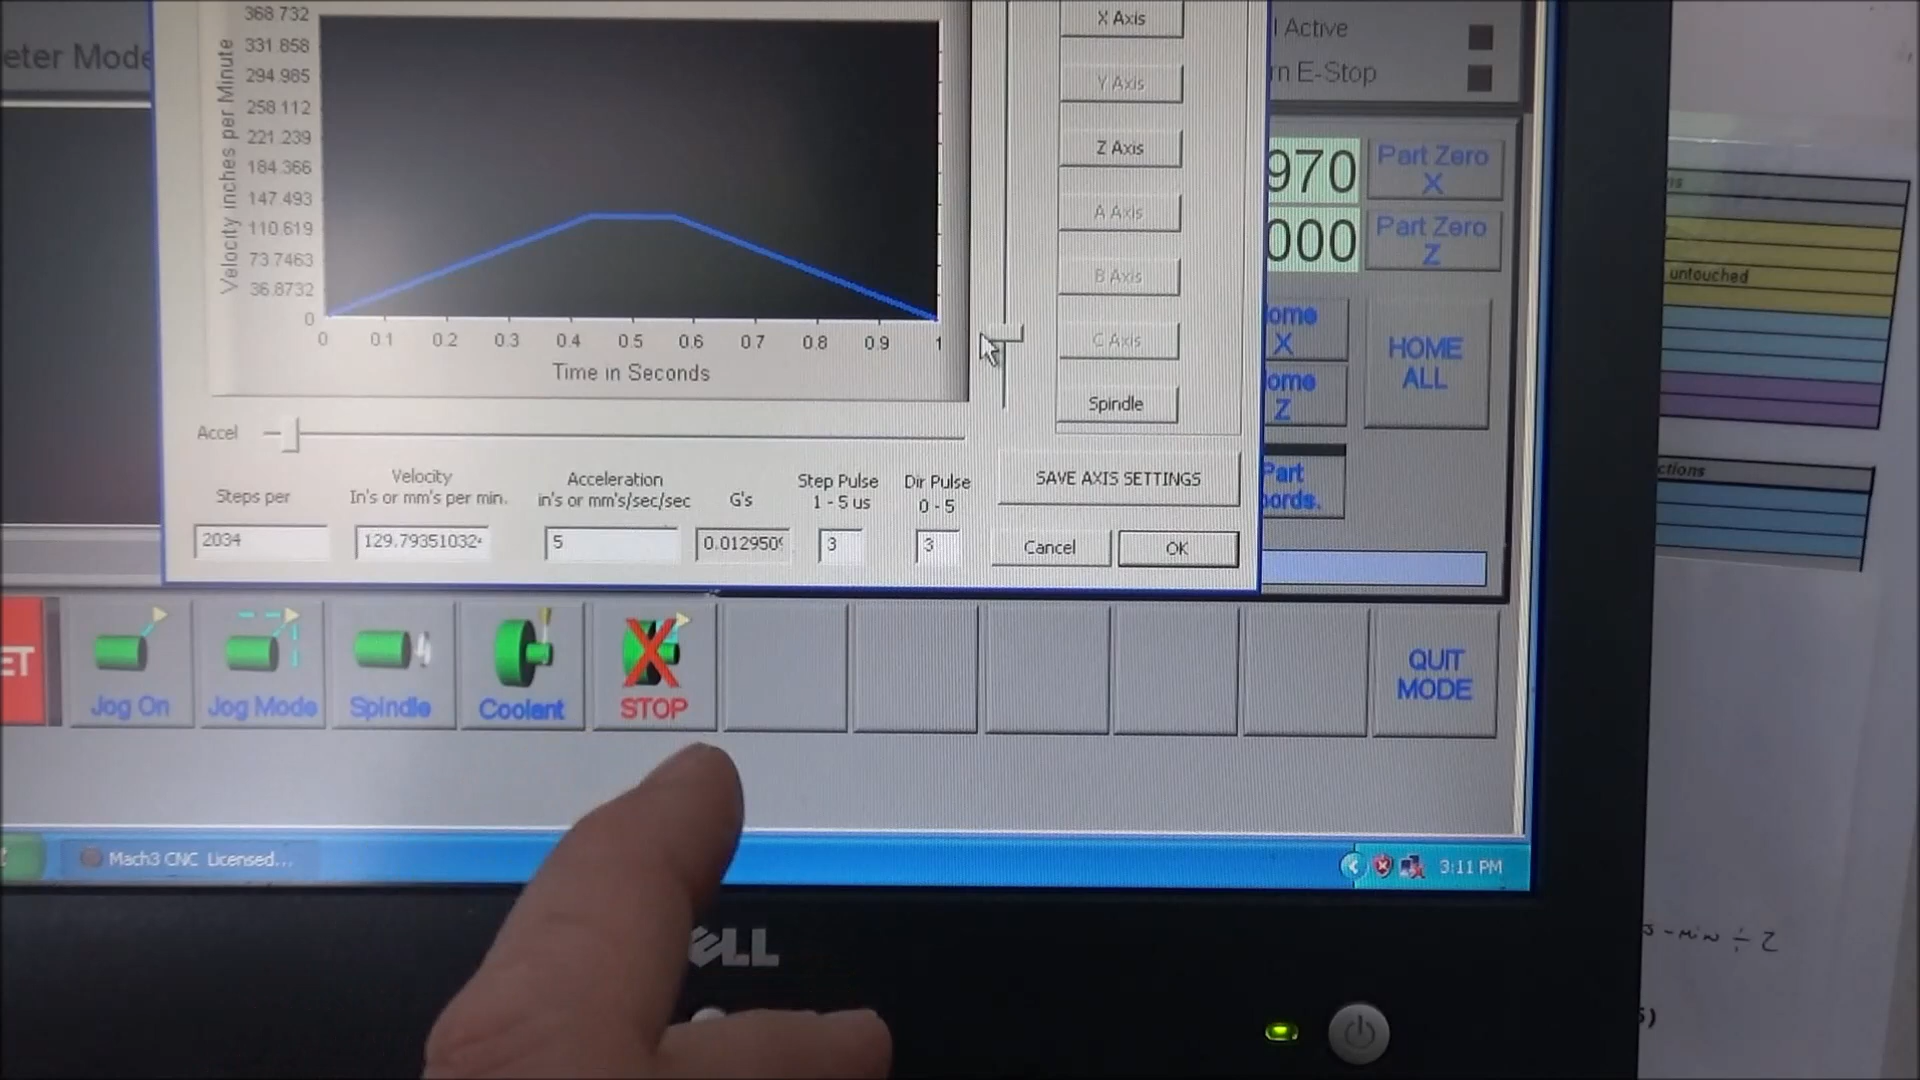 368.732
331.858
294.985
258.112
221.239
184.366
147.493
110.619
73.7463
36.8732
0
Velocity inches per Minute
0 0.1 0.2 0.3 0.4 0.5 0.6 0.7 0.8 0.9 1
Time in Seconds
Accel
X Axis
Y Axis
Z Axis
A Axis
B Axis
C Axis
Spindle
SAVE AXIS SETTINGS
Cancel
OK
Steps per
2034
Velocity
In's or mm's per min.
129.79351032
Acceleration
in's or mm's/sec/sec
5
G's
0.012950
Step Pulse
1 - 5 us
3
Dir Pulse
0 - 5
3
eter Mode
Active
E-Stop
970
Part Zero
X
000
Part Zero
Z
ome
X
ome
Z
HOME
ALL
Part
ords.
ET
Jog On
Jog Mode
Spindle
Coolant
STOP
QUIT
MODE
Mach3 CNC Licensed...
3:11 PM
DELL
untouched
ctions
- MIN ÷ 2